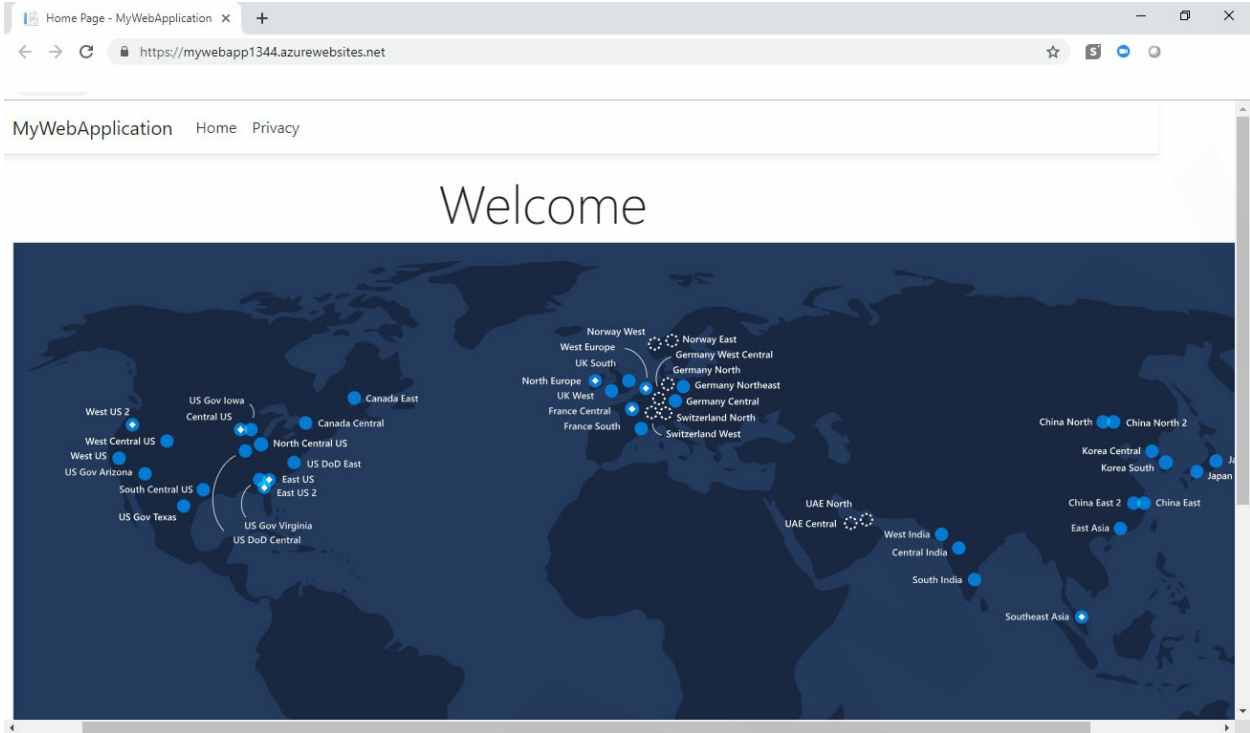 Home Page - MyWebApplication
https://mywebapp1344.azurewebsites.net
S
MyWebApplication Home Privacy
Welcome
Norway West
Norway East
West Europe
Germany West Central
UK South
Germany North
North Europe
Germany Northeast
UK West
Germany Central
France Central
Switzerland North
France South
Switzerland West
Canada East
US Gov Iowa
West US 2
Central US
Canada Central
West Central US
North Central US
West US
US DoD East
US Gov Arizona
East US
South Central US
East US 2
US Gov Texas
US Gov Virginia
US DoD Central
China North
China North 2
Korea Central
Korea South
Japan
China East 2
China East
East Asia
UAE North
UAE Central
West India
Central India
South India
Southeast Asia